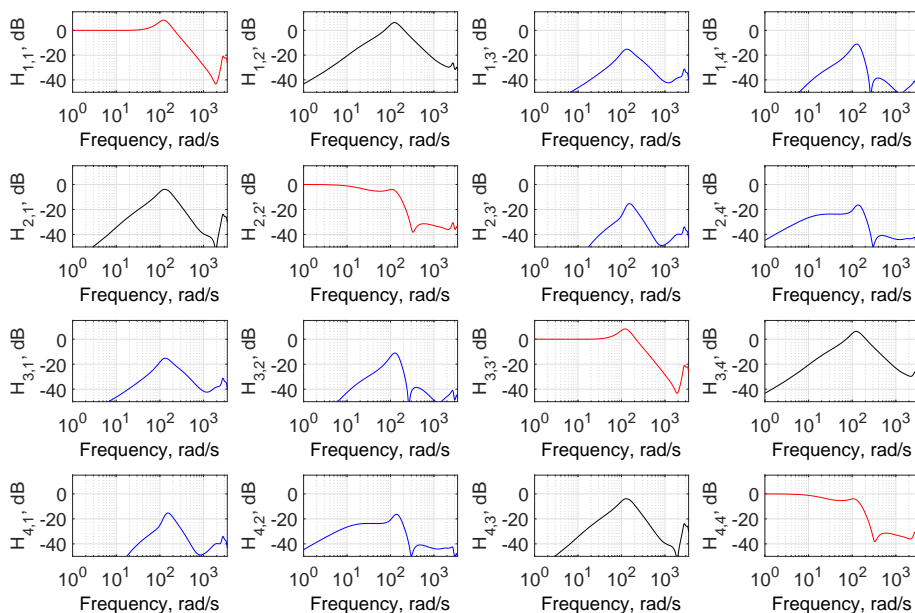 H1,1, dB 0 -20 -40 10^0 10^1 10^2 10^3 Frequency, rad/s
H1,2, dB 0 -20 -40 10^0 10^1 10^2 10^3 Frequency, rad/s
H1,3, dB 0 -20 -40 10^0 10^1 10^2 10^3 Frequency, rad/s
H1,4, dB 0 -20 -40 10^0 10^1 10^2 10^3 Frequency, rad/s
H2,1, dB 0 -20 -40 10^0 10^1 10^2 10^3 Frequency, rad/s
H2,2, dB 0 -20 -40 10^0 10^1 10^2 10^3 Frequency, rad/s
H2,3, dB 0 -20 -40 10^0 10^1 10^2 10^3 Frequency, rad/s
H2,4, dB 0 -20 -40 10^0 10^1 10^2 10^3 Frequency, rad/s
H3,1, dB 0 -20 -40 10^0 10^1 10^2 10^3 Frequency, rad/s
H3,2, dB 0 -20 -40 10^0 10^1 10^2 10^3 Frequency, rad/s
H3,3, dB 0 -20 -40 10^0 10^1 10^2 10^3 Frequency, rad/s
H3,4, dB 0 -20 -40 10^0 10^1 10^2 10^3 Frequency, rad/s
H4,1, dB 0 -20 -40 10^0 10^1 10^2 10^3 Frequency, rad/s
H4,2, dB 0 -20 -40 10^0 10^1 10^2 10^3 Frequency, rad/s
H4,3, dB 0 -20 -40 10^0 10^1 10^2 10^3 Frequency, rad/s
H4,4, dB 0 -20 -40 10^0 10^1 10^2 10^3 Frequency, rad/s